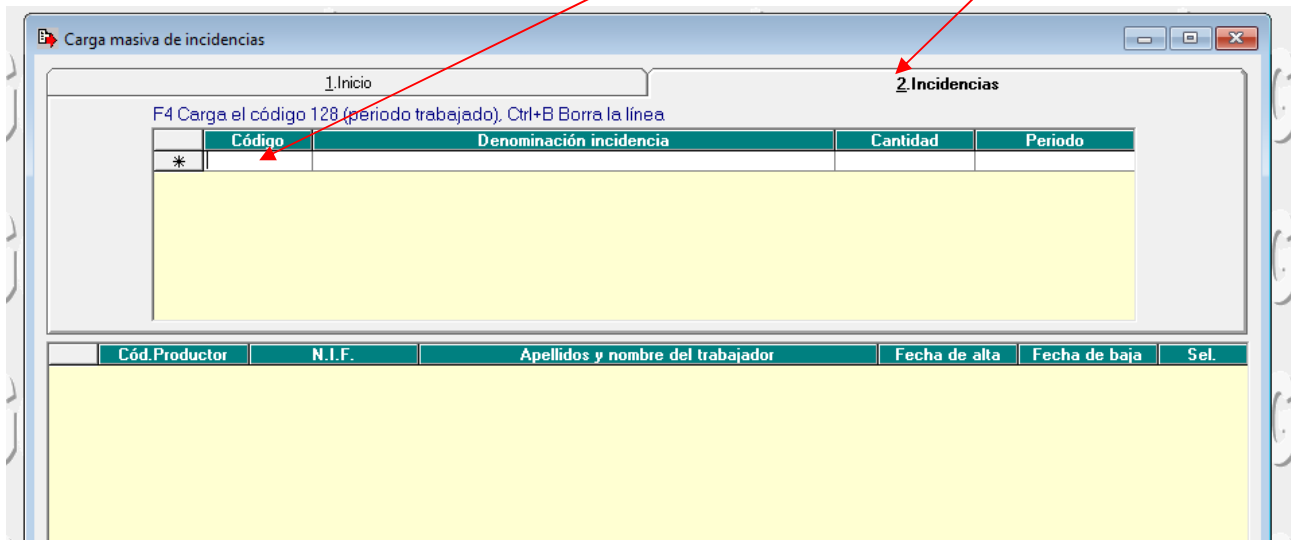 Carga masiva de incidencias
1.Inicio
2.Incidencias
F4 Carga el código 128 (periodo trabajado), Ctrl+B Borra la línea
Código Denominación incidencia Cantidad Periodo
Cód.Productor N.I.F. Apellidos y nombre del trabajador Fecha de alta Fecha de baja Sel.